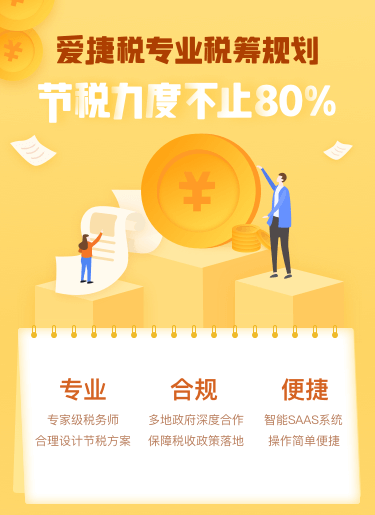 爱捷税专业税筹规划
节税力度不止80%
¥
专业 合规 便捷
专家级税务师 多地政府深度合作 智能SAAS系统
合理设计节税方案 保障税收政策落地 操作简单便捷